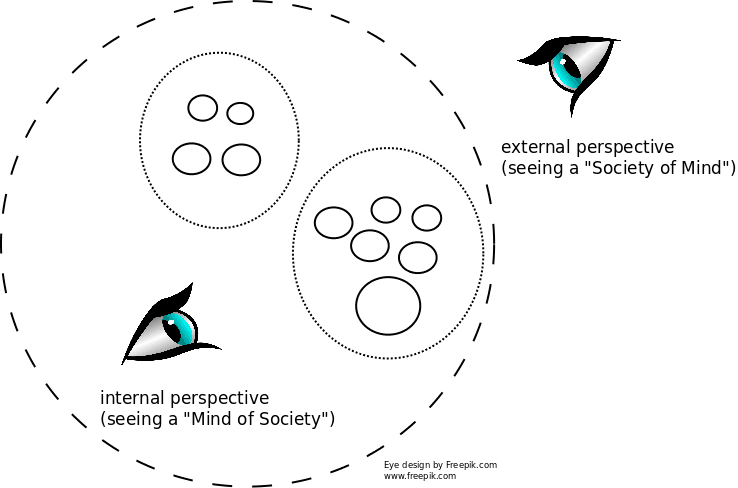 external perspective
(seeing a "Society of Mind")
internal perspective
(seeing a "Mind of Society")
Eye design by Freepik.com
www.freepik.com